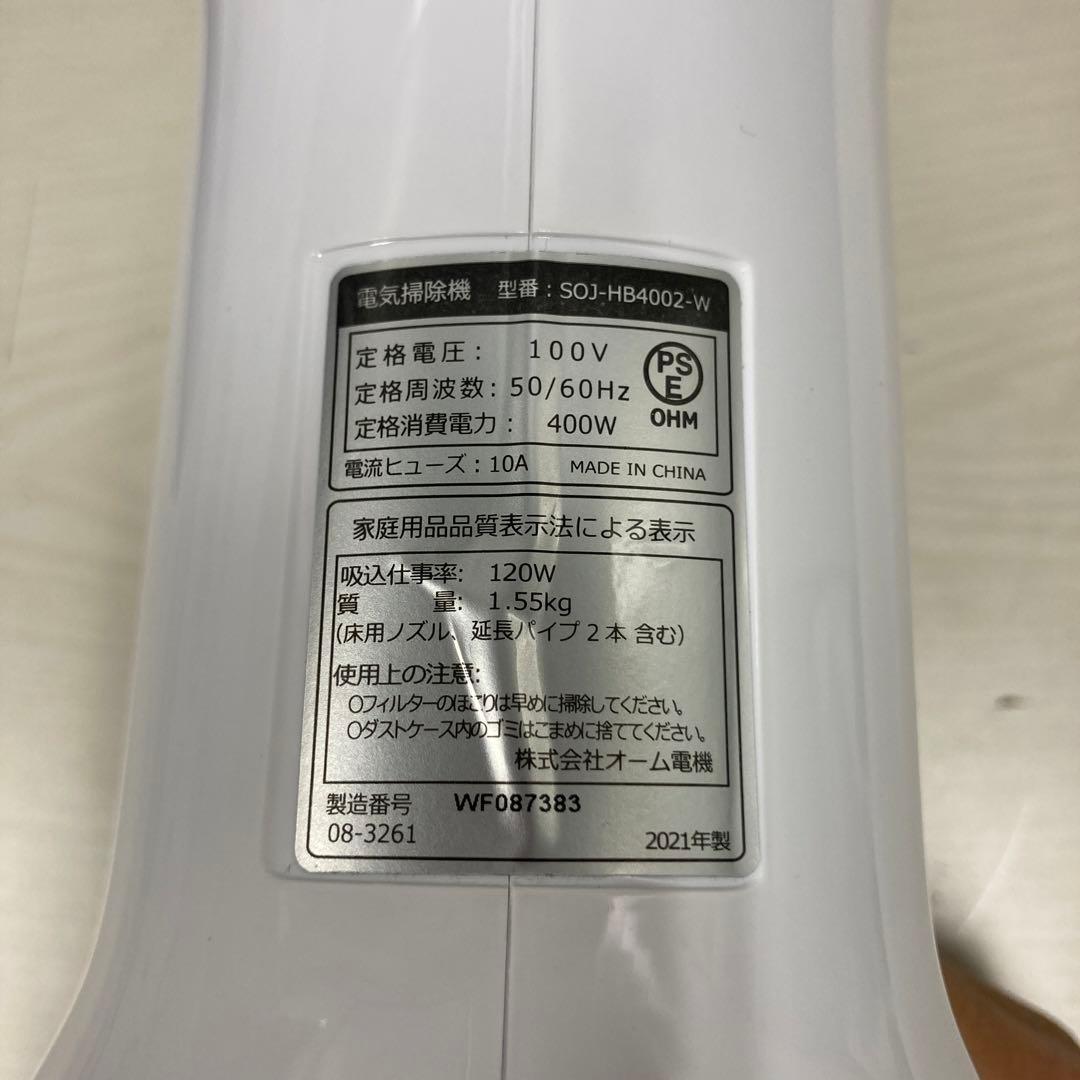 電気掃除機 型番:SOJ-HB4002-W
定格電圧: 100V
定格周波数: 50/60Hz
定格消費電力: 400W
PS
E
OHM
電流ヒューズ:10A MADE IN CHINA
家庭用品品質表示法による表示
吸込仕事率: 120W
質 量: 1.55kg
(床用ノズル、延長パイプ2本 含む)
使用上の注意:
〇フィルターのほこりは早めに掃除してください。
〇ダストケース内のゴミはこまめに捨ててください。
株式会社オーム電機
製造番号 WF087383
08-3261 2021年製